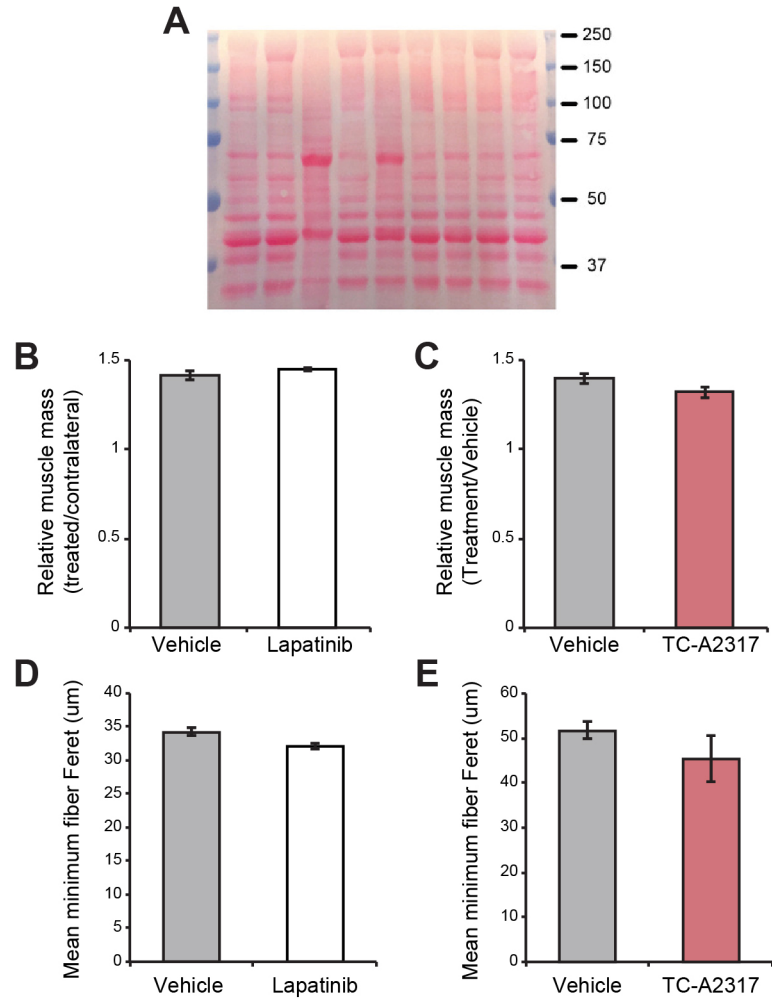 A
250
150
100
75
50
37
B
Relative muscle mass
(treated/contralateral)
1.5
1
0.5
0
Vehicle
Lapatinib
C
Relative muscle mass
(Treatment/Vehicle)
1.5
1
0.5
0
Vehicle
TC-A2317
D
Mean minimum fiber Feret (um)
40
35
30
25
20
15
10
5
0
Vehicle
Lapatinib
E
Mean minimum fiber Feret (um)
60
50
40
30
20
10
0
Vehicle
TC-A2317